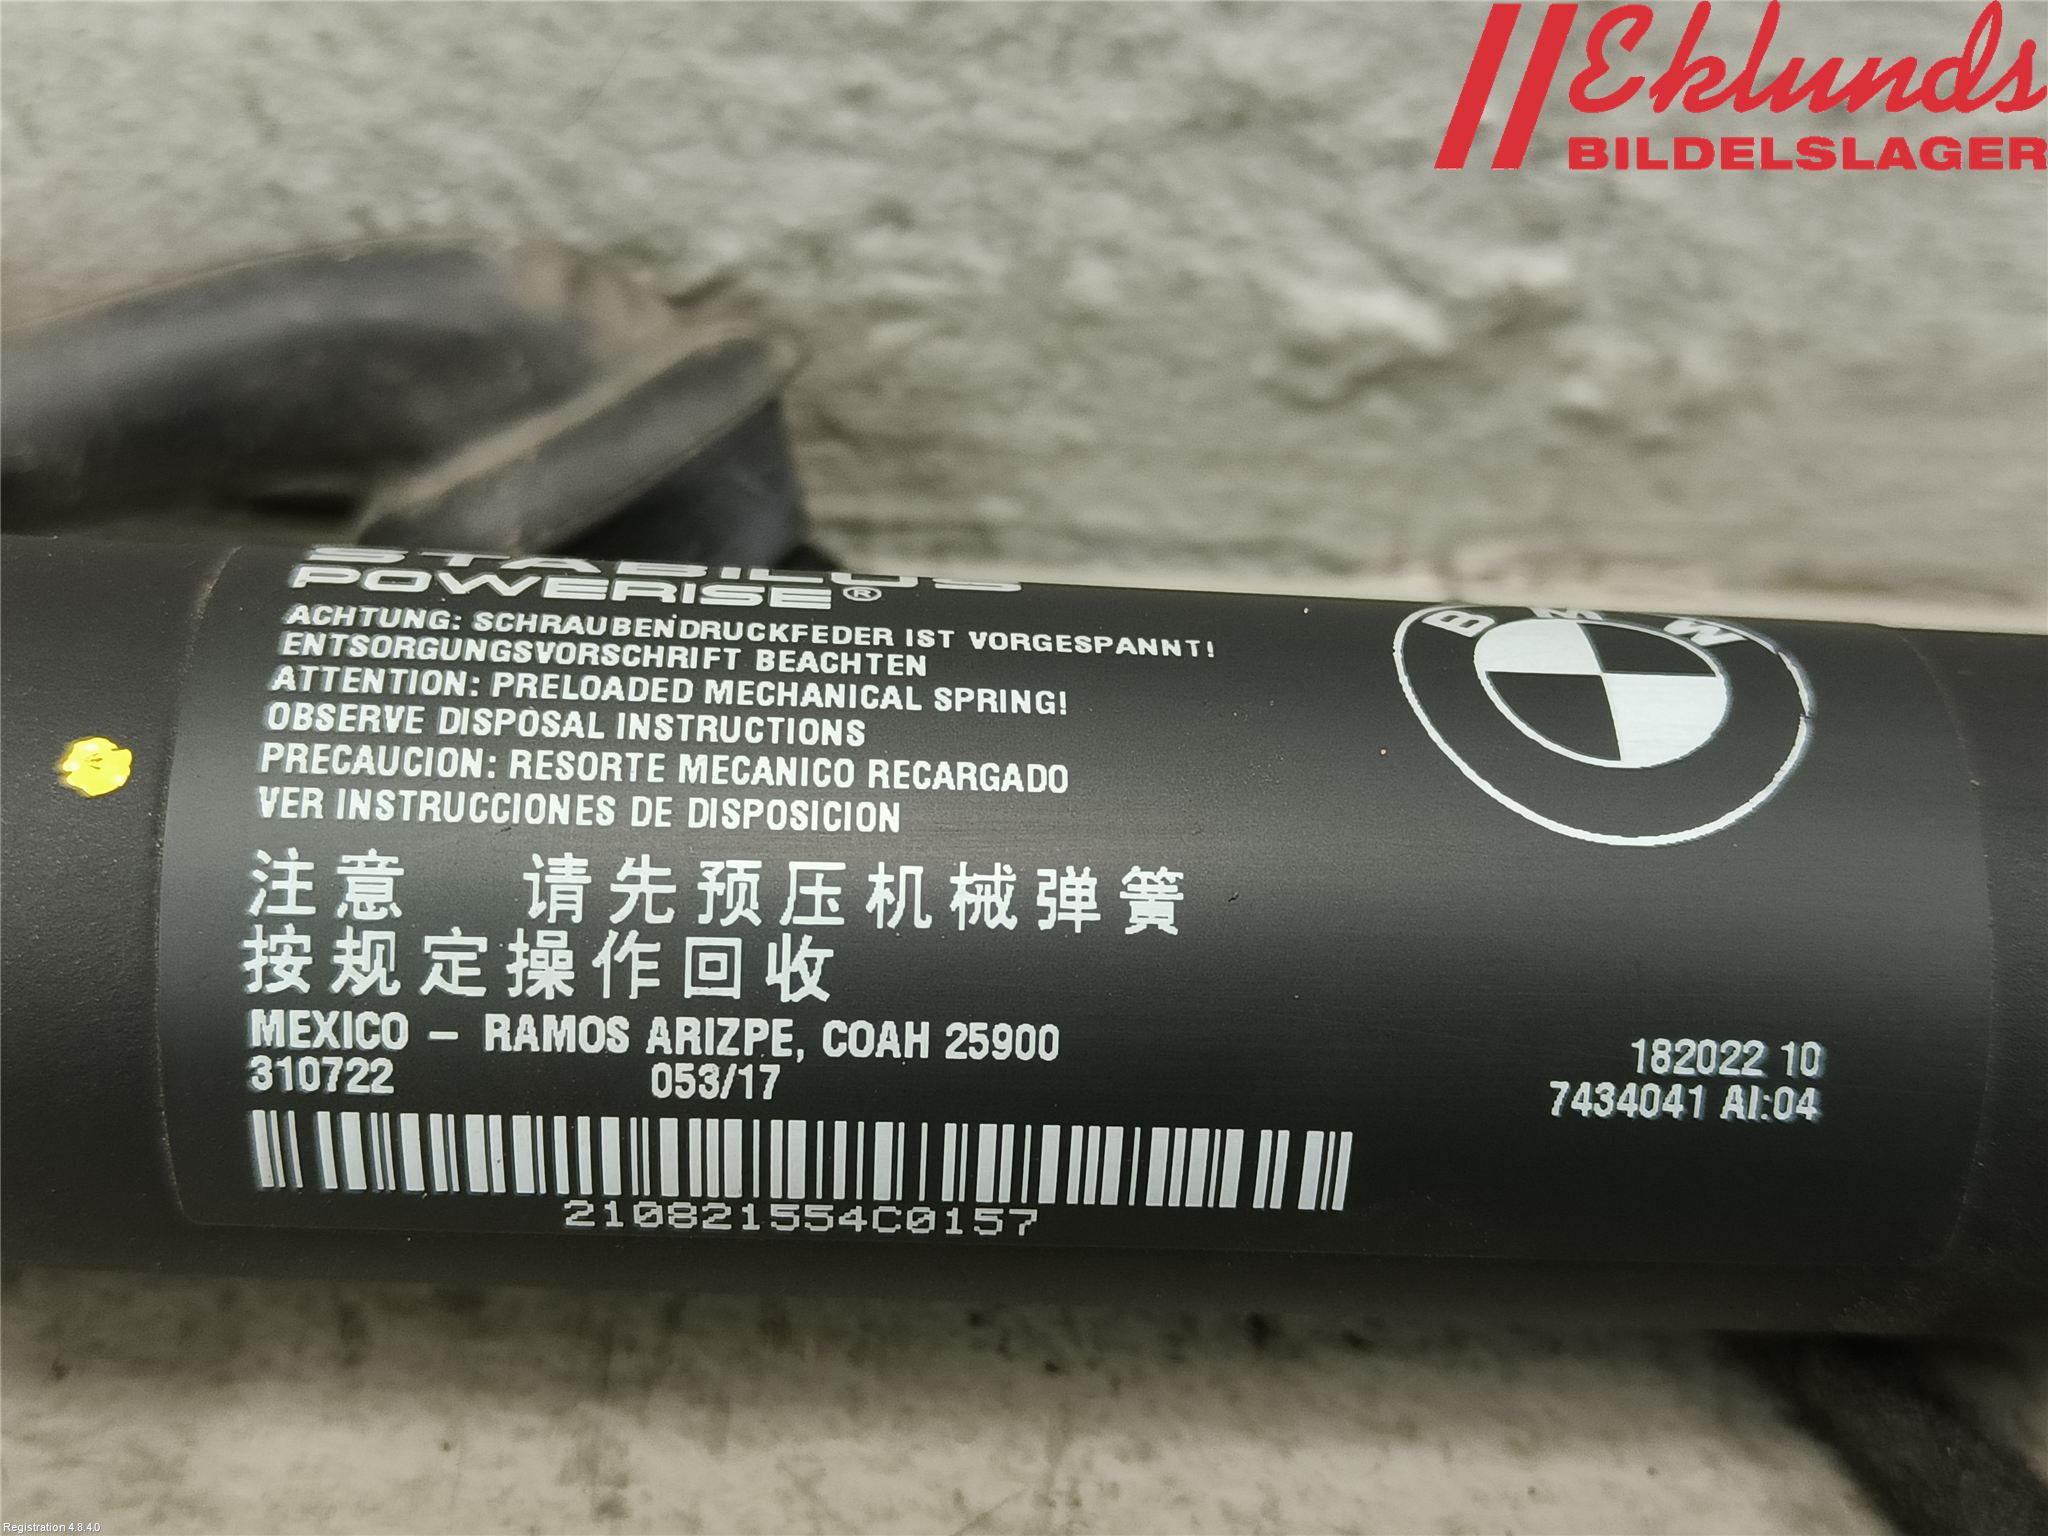 Eklunds
BILDELSLAGER
STABILUS
POWERISE®
ACHTUNG: SCHRAUBENDRUCKFEDER IST VORGESPANNT!
ENTSORGUNGSVORSCHRIFT BEACHTEN
ATTENTION: PRELOADED MECHANICAL SPRING!
OBSERVE DISPOSAL INSTRUCTIONS
PRECAUCION: RESORTE MECANICO RECARGADO
VER INSTRUCCIONES DE DISPOSICION
BMW
注意 请先预压机械弹簧
按规定操作回收
MEXICO – RAMOS ARIZPE, COAH 25900
310722 053/17
182022 10
7434041 AI:04
210821554C0157
Registration 4.8.4.0